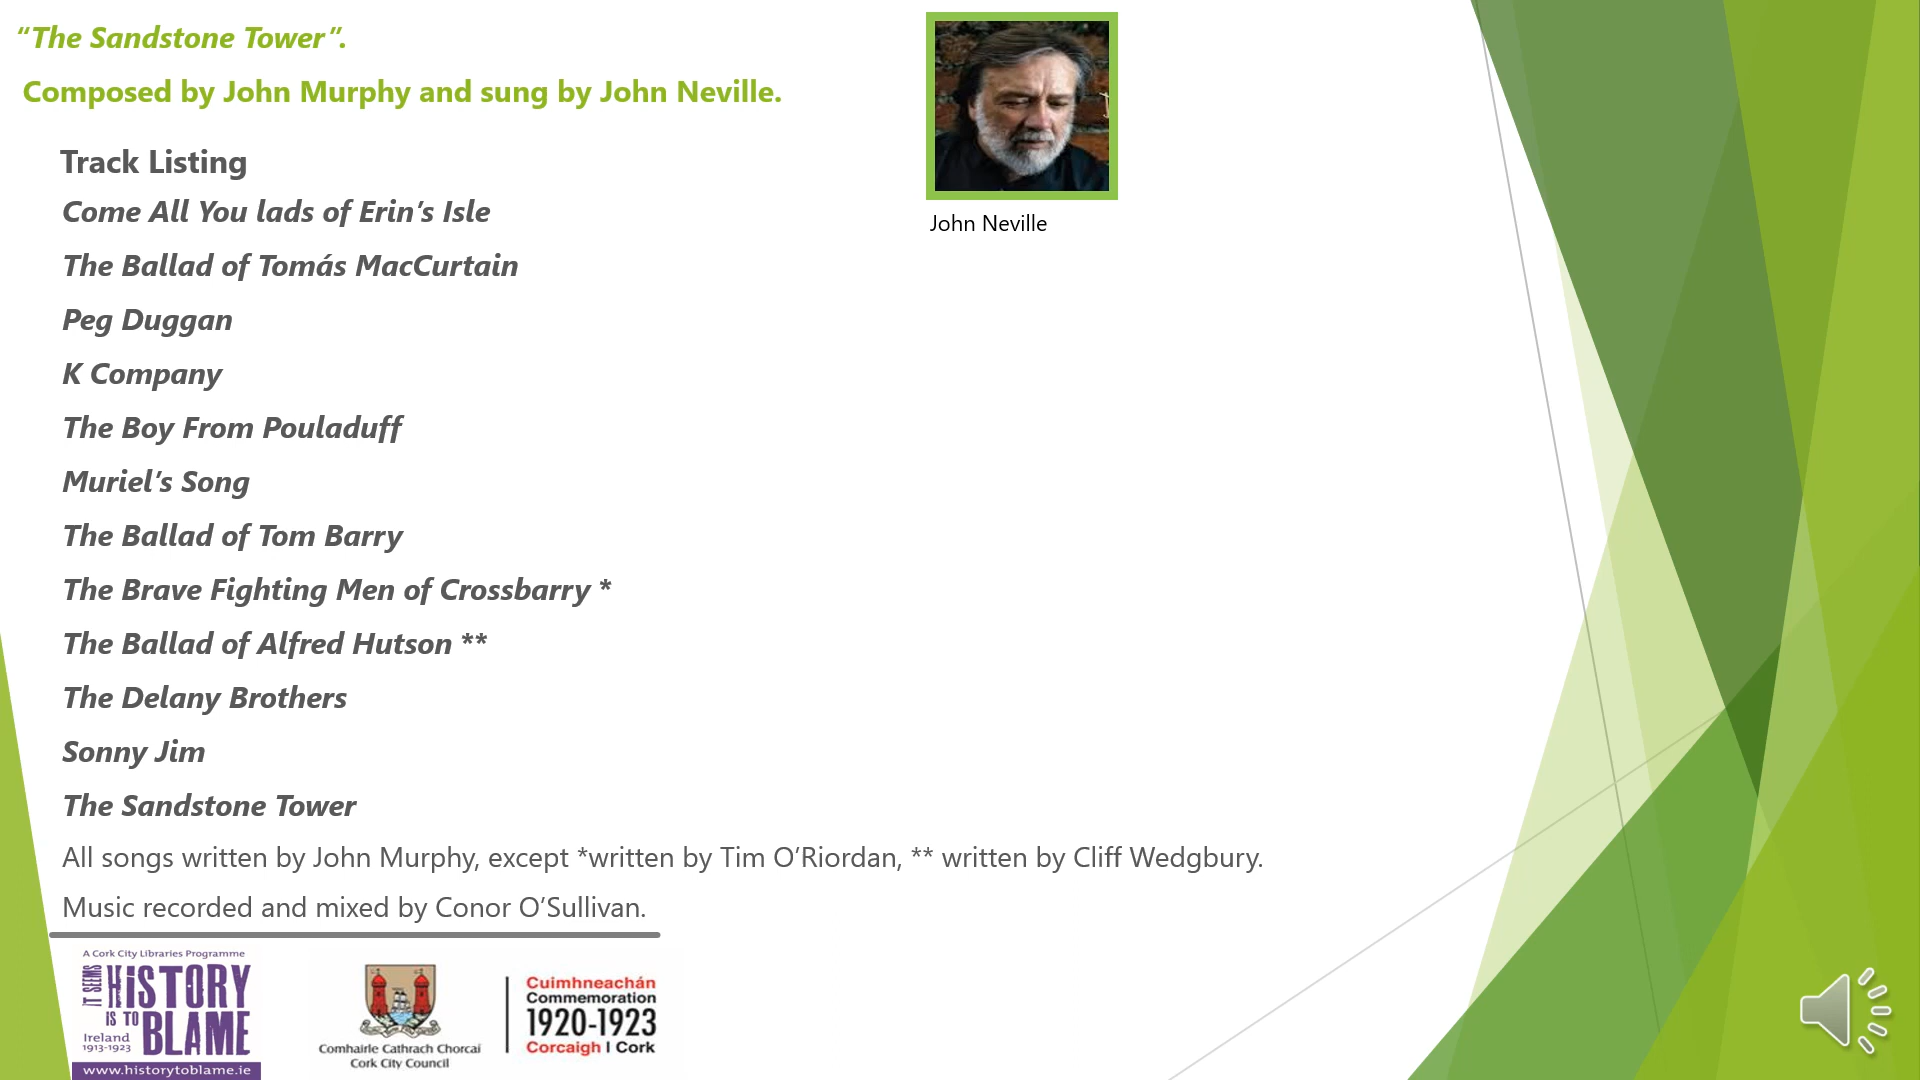 “The Sandstone Tower”.
Composed by John Murphy and sung by John Neville.
John Neville
Track Listing
Come All You lads of Erin’s Isle
The Ballad of Tomás MacCurtain
Peg Duggan
K Company
The Boy From Pouladuff
Muriel’s Song
The Ballad of Tom Barry
The Brave Fighting Men of Crossbarry *
The Ballad of Alfred Hutson **
The Delany Brothers
Sonny Jim
The Sandstone Tower
All songs written by John Murphy, except *written by Tim O’Riordan, ** written by Cliff Wedgbury.
Music recorded and mixed by Conor O’Sullivan.
A Cork City Libraries Programme
IT SEEMS
HiSTORY
IS TO
BLAME
Ireland
1913-1923
www.historytoblame.ie
Comhairle Cathrach Chorcaí
Cork City Council
Cuimhneachán
Commemoration
1920-1923
Corcaigh | Cork